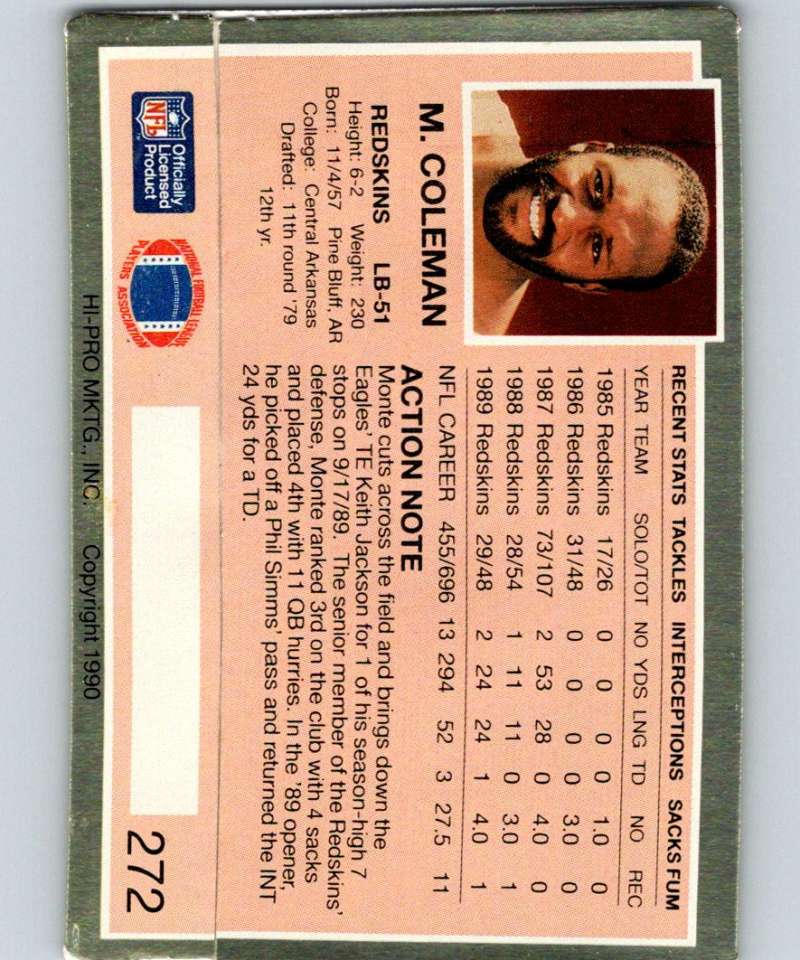 RECENT STATS TACKLES INTERCEPTIONS SACKS FUM
YEAR TEAM SOLO/TOT NO YDS LNG TD NO REC
1985 Redskins 17/26 0 0 0 0 1.0 0
1986 Redskins 31/48 0 0 0 0 3.0 0
1987 Redskins 73/107 2 53 28 0 4.0 0
1988 Redskins 28/54 1 11 11 0 3.0 1
1989 Redskins 29/48 2 24 24 1 4.0 1
NFL CAREER 455/696 13 294 52 3 27.5 11
M. COLEMAN
REDSKINS LB-51
Height: 6-2 Weight: 230
Born: 11/4/57 Pine Bluff, AR
College: Central Arkansas
Drafted: 11th round '79
12th yr.
ACTION NOTE
Monte cuts across the field and brings down the
Eagles' TE Keith Jackson for 1 of his season-high 7
stops on 9/17/89. The senior member of the Redskins'
defense, Monte ranked 3rd on the club with 4 sacks
and placed 4th with 11 QB hurries. In the '89 opener,
he picked off a Phil Simms' pass and returned the INT
24 yds for a TD.
NFL
Officially
Licensed
Product
NATIONAL FOOTBALL LEAGUE
PLAYERS ASSOCIATION
272
HI-PRO MKTG., INC. Copyright 1990